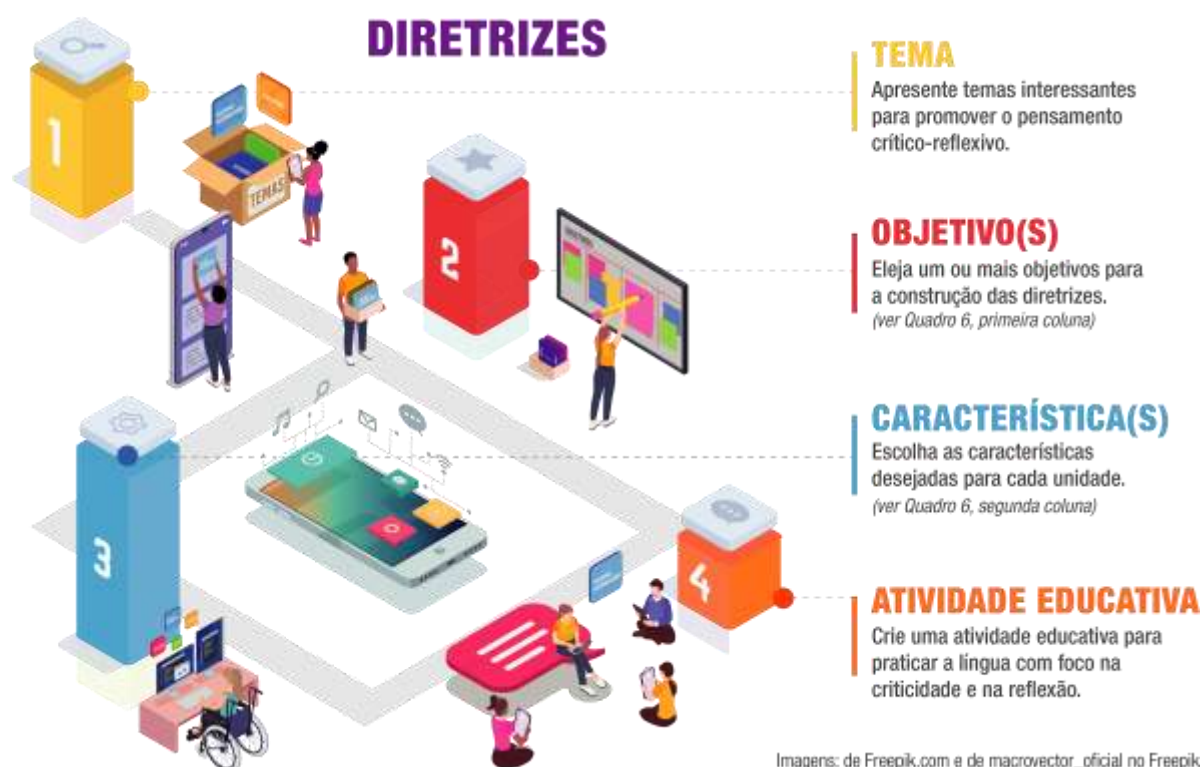 DIRETRIZES
1
TEMAS
TEMA
Apresente temas interessantes
para promover o pensamento
crítico-reflexivo.
2
OBJETIVO(S)
Eleja um ou mais objetivos para
a construção das diretrizes.
(ver Quadro 6, primeira coluna)
3
CARACTERÍSTICA(S)
Escolha as características
desejadas para cada unidade.
(ver Quadro 6, segunda coluna)
4
ATIVIDADE EDUCATIVA
Crie uma atividade educativa para
praticar a língua com foco na
criticidade e na reflexão.
Imagens: de Freepik.com e de macrovector_oficial no Freepik